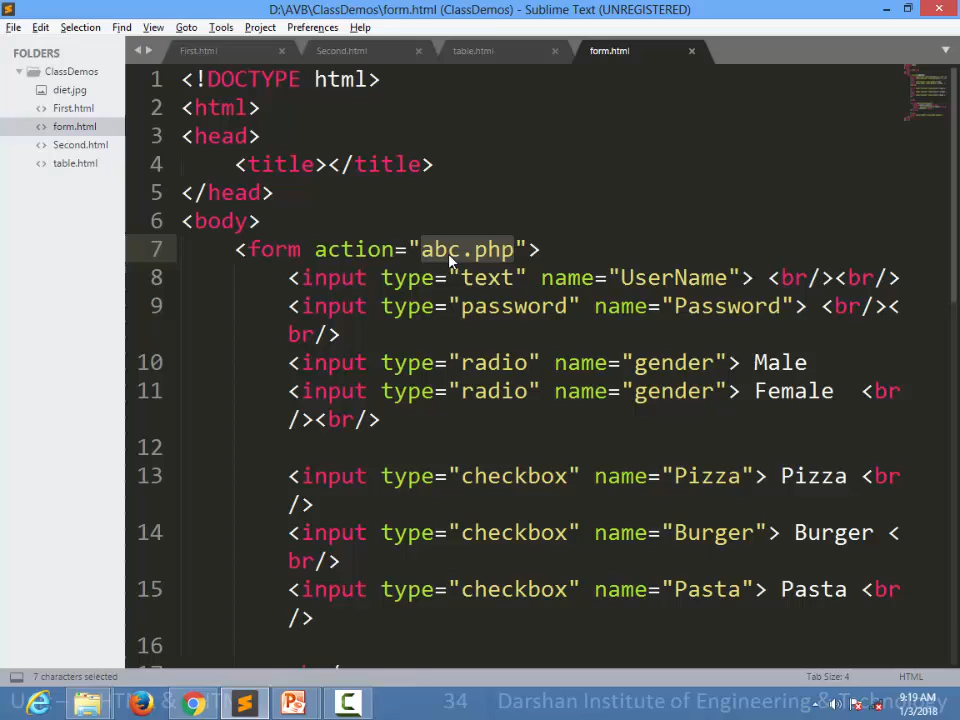 D:\AVB\ClassDemos\form.html (ClassDemos) - Sublime Text (UNREGISTERED)
File Edit Selection Find View Goto Tools Project Preferences Help
FOLDERS
ClassDemos
diet.jpg
First.html
form.html
Second.html
table.html
First.html Second.html table.html form.html
1 <!DOCTYPE html>
2 <html>
3 <head>
4 <title></title>
5 </head>
6 <body>
7 <form action="abc.php">
8 <input type="text" name="UserName"> <br/><br/>
9 <input type="password" name="Password"> <br/><
br/>
10 <input type="radio" name="gender"> Male
11 <input type="radio" name="gender"> Female <br
/><br/>
12
13 <input type="checkbox" name="Pizza"> Pizza <br
/>
14 <input type="checkbox" name="Burger"> Burger <
br/>
15 <input type="checkbox" name="Pasta"> Pasta <br
/>
16
7 characters selected Tab Size: 4 HTML
34 Darshan Institute of Engineering & Technology
9:19 AM
1/3/2018